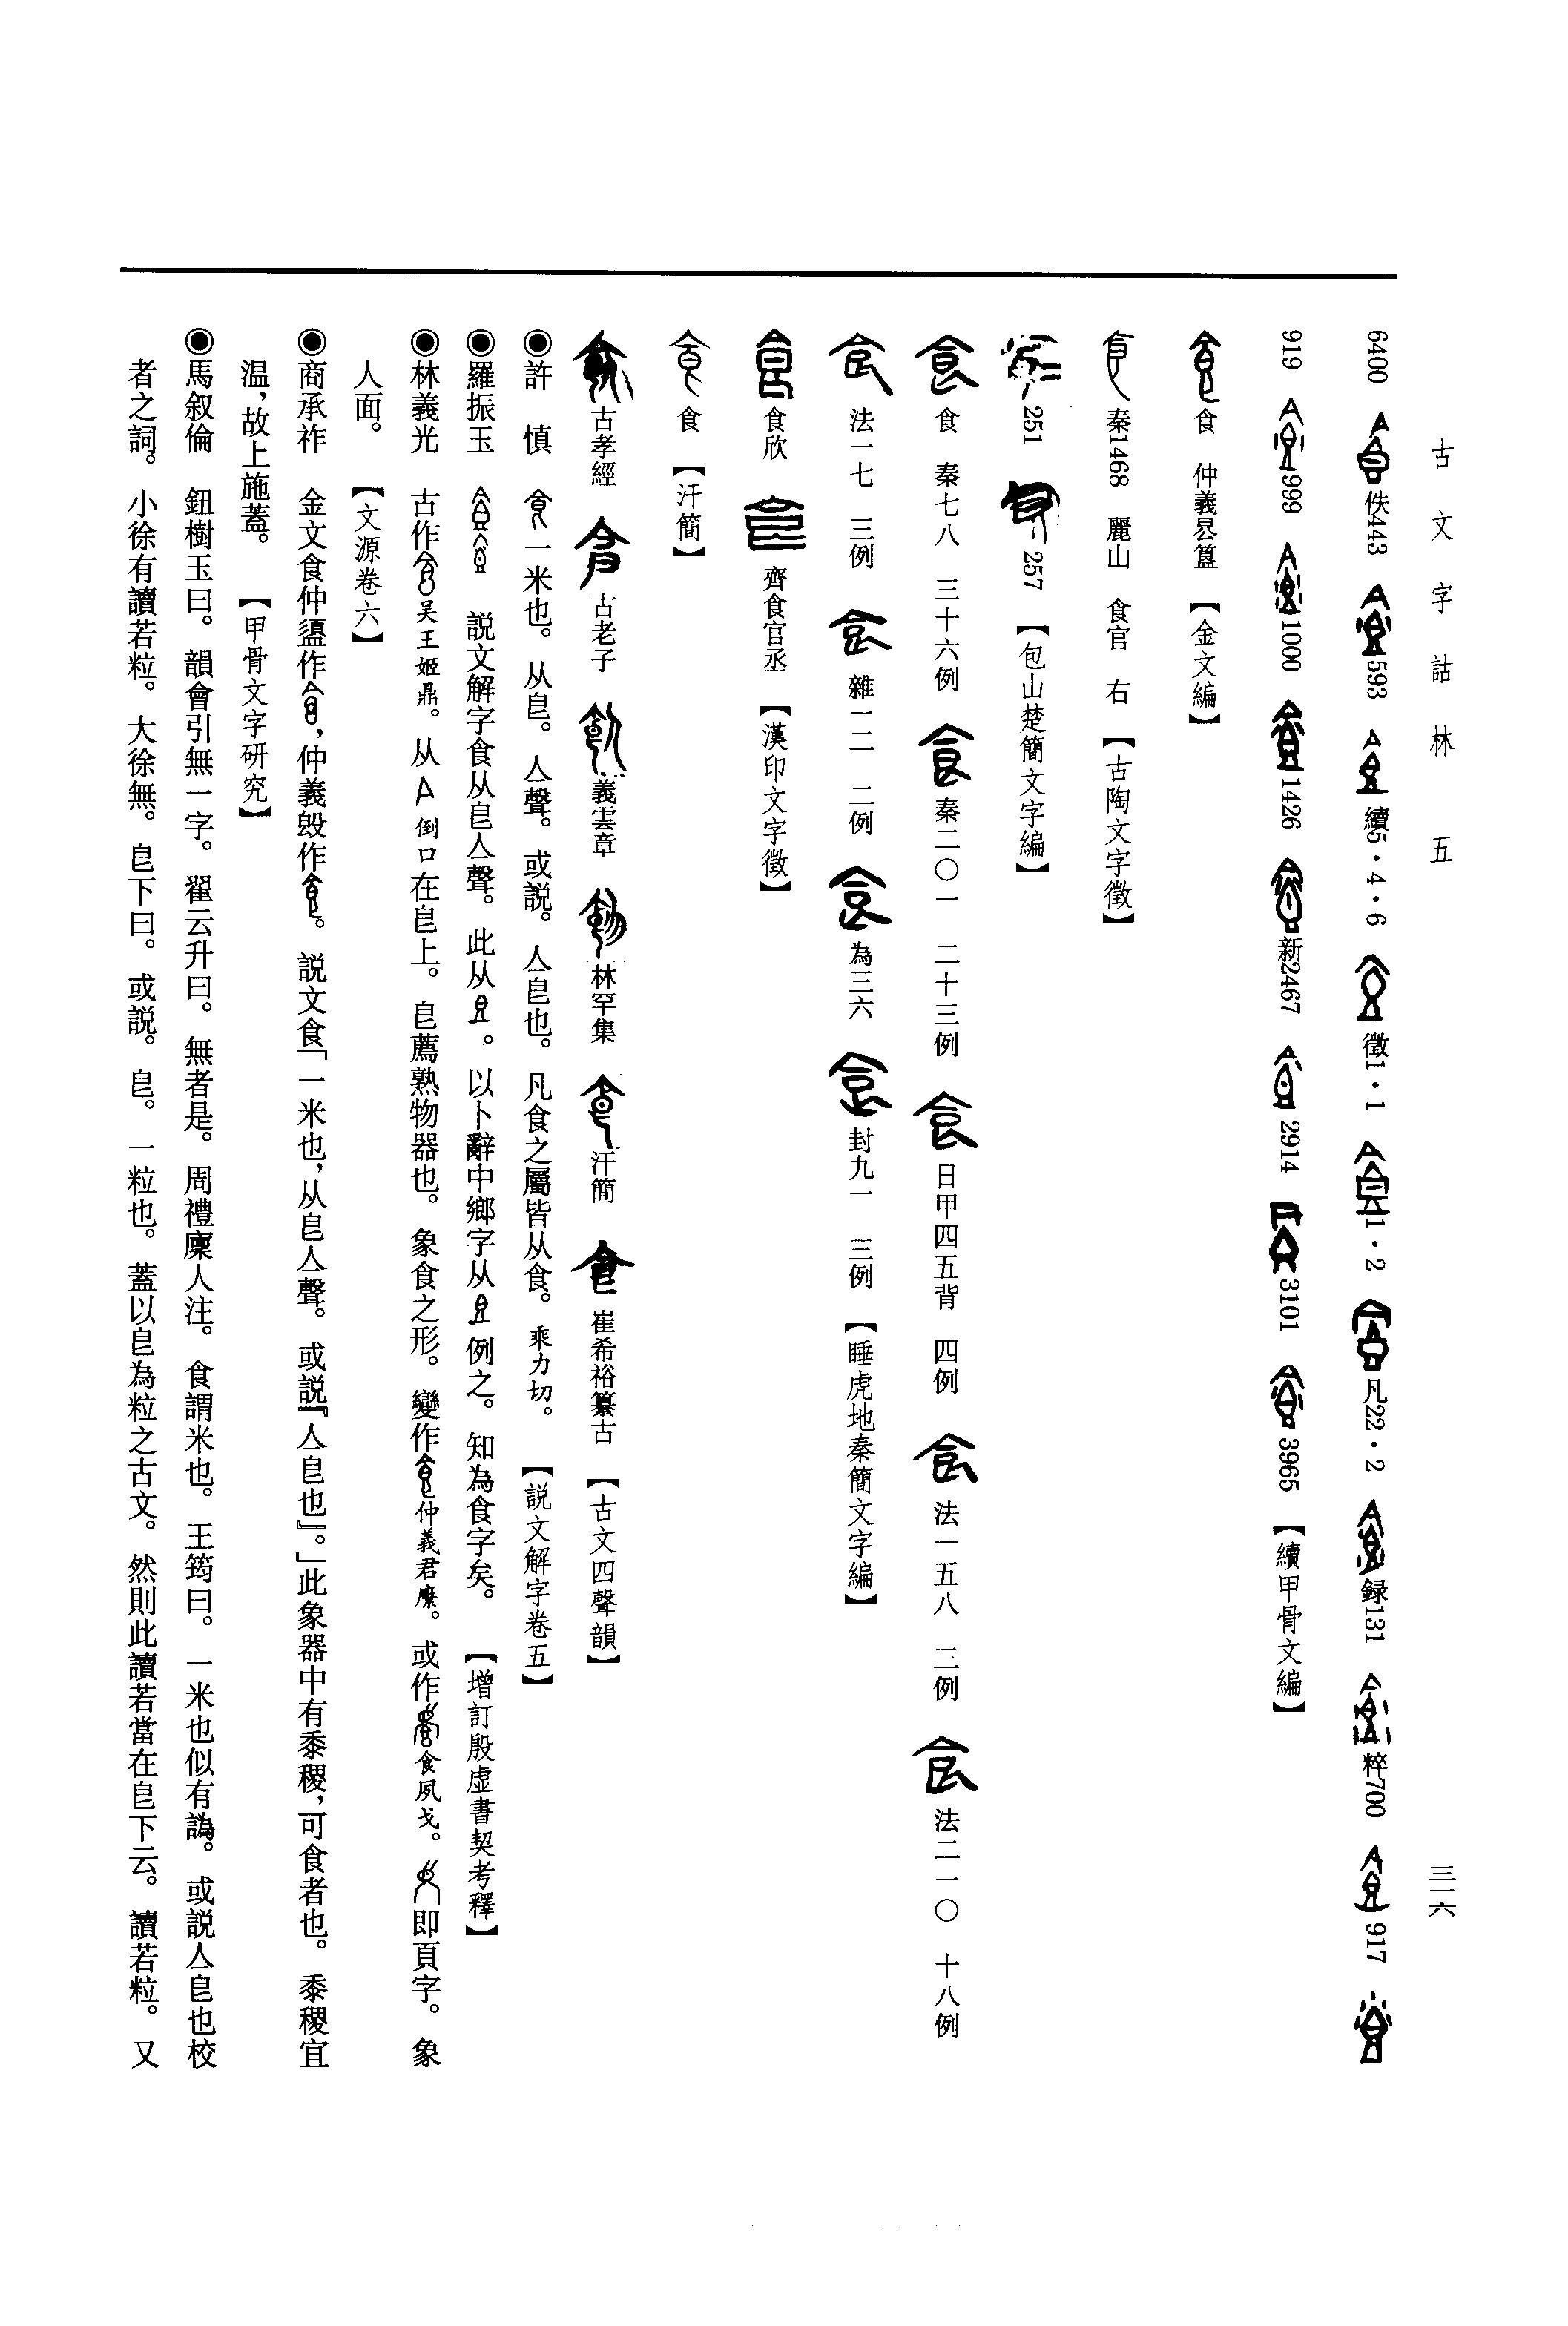 古文字詁林　五　三一六
6400 佚443 593 續5·4·6 徵1·1 1·2 凡22·2 録131 粹700 917
919 999 1000 1426 新2467 2914 3101 3965 【續甲骨文編】
食　仲義昱簋　【金文編】
秦1468　麗山　食官　右　【古陶文字徵】
251 257 【包山楚簡文字編】
食　秦七八　三十六例　秦二〇一　二十三例　日甲四五背　四例　法一五八　三例　法二一〇　十八例
法一七　三例　雜一二　二例　為三六　封九一　三例　【睡虎地秦簡文字編】
食欣　齊食官丞　【漢印文字徵】
食　【汗簡】
古孝經　古老子　義雲章　林罕集　汗簡　崔希裕纂古　【古文四聲韻】
◉許　慎　一米也。从皀。亼聲。或説。亼皀也。凡食之屬皆从食。乘力切。　【説文解字卷五】
◉羅振玉　説文解字食从皀亼聲。此从。以卜辭中鄉字从例之。知為食字矣。　【增訂殷虛書契考釋】
◉林義光　古作吴王姬鼎。从倒口在皀上。皀薦熟物器也。象食之形。變作仲義君𥂴。或作食夙戈。即頁字。象
人面。　【文源卷六】
◉商承祚　金文食仲盨作，仲義𣪘作。説文食「一米也，从皀亼聲。或説『亼皀也』。」此象器中有黍稷，可食者也。黍稷宜
温，故上施蓋。　【甲骨文字研究】
◉馬叙倫　鈕樹玉曰。韻會引無一字。翟云升曰。無者是。周禮廩人注。食謂米也。王筠曰。一米也似有譌。或説亼皀也校
者之詞。小徐有讀若粒。大徐無。皀下曰。或説。皀。一粒也。蓋以皀為粒之古文。然則此讀若當在皀下云。讀若粒。又